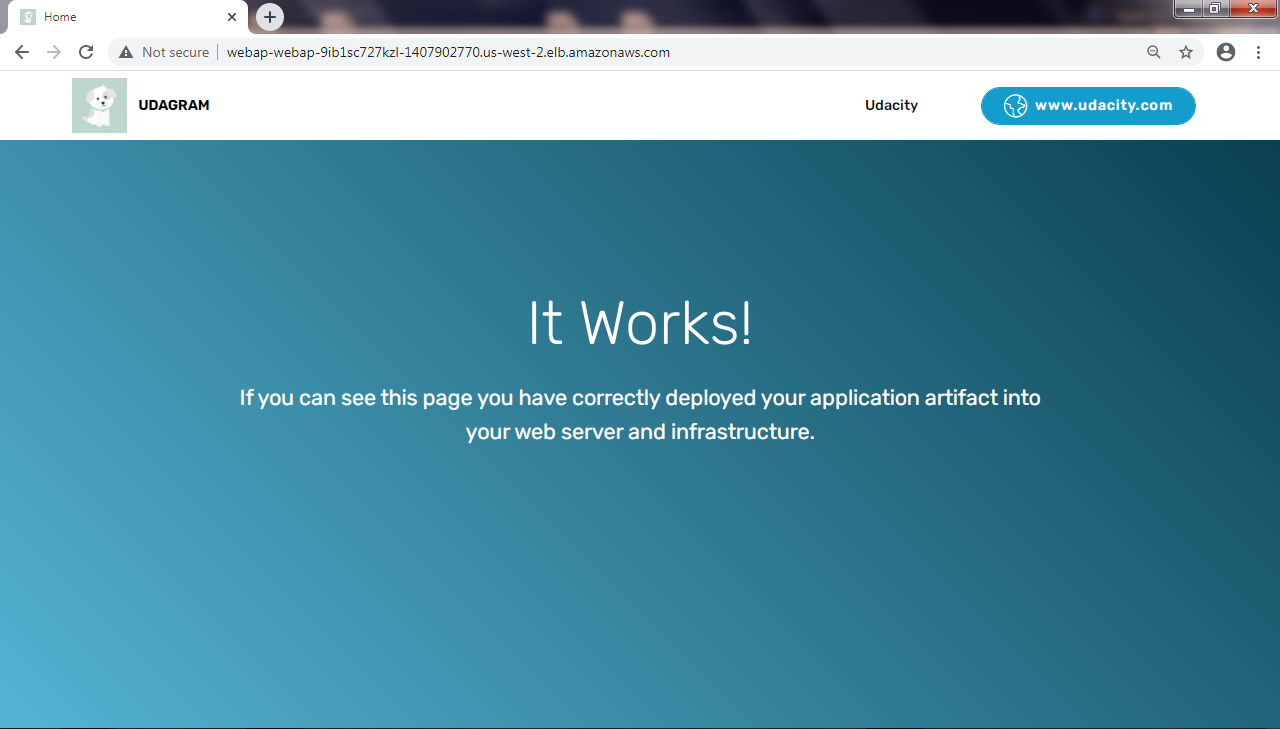 Home
Not secure
webap-webap-9ib1sc727kzl-1407902770.us-west-2.elb.amazonaws.com
UDAGRAM
Udacity
www.udacity.com
It Works!
If you can see this page you have correctly deployed your application artifact into
your web server and infrastructure.